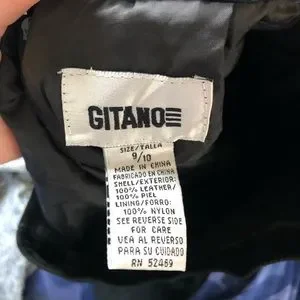 GITANO
SIZE/TALLA
9/10
MADE IN CHINA
FABRICADO EN CHINA
SHELL/EXTERIOR:
100% LEATHER/
100% PIEL
LINING/FORRO:
100% NYLON
SEE REVERSE SIDE
FOR CARE
VEA AL REVERSO
PARA SU CUIDADO
RN 52469